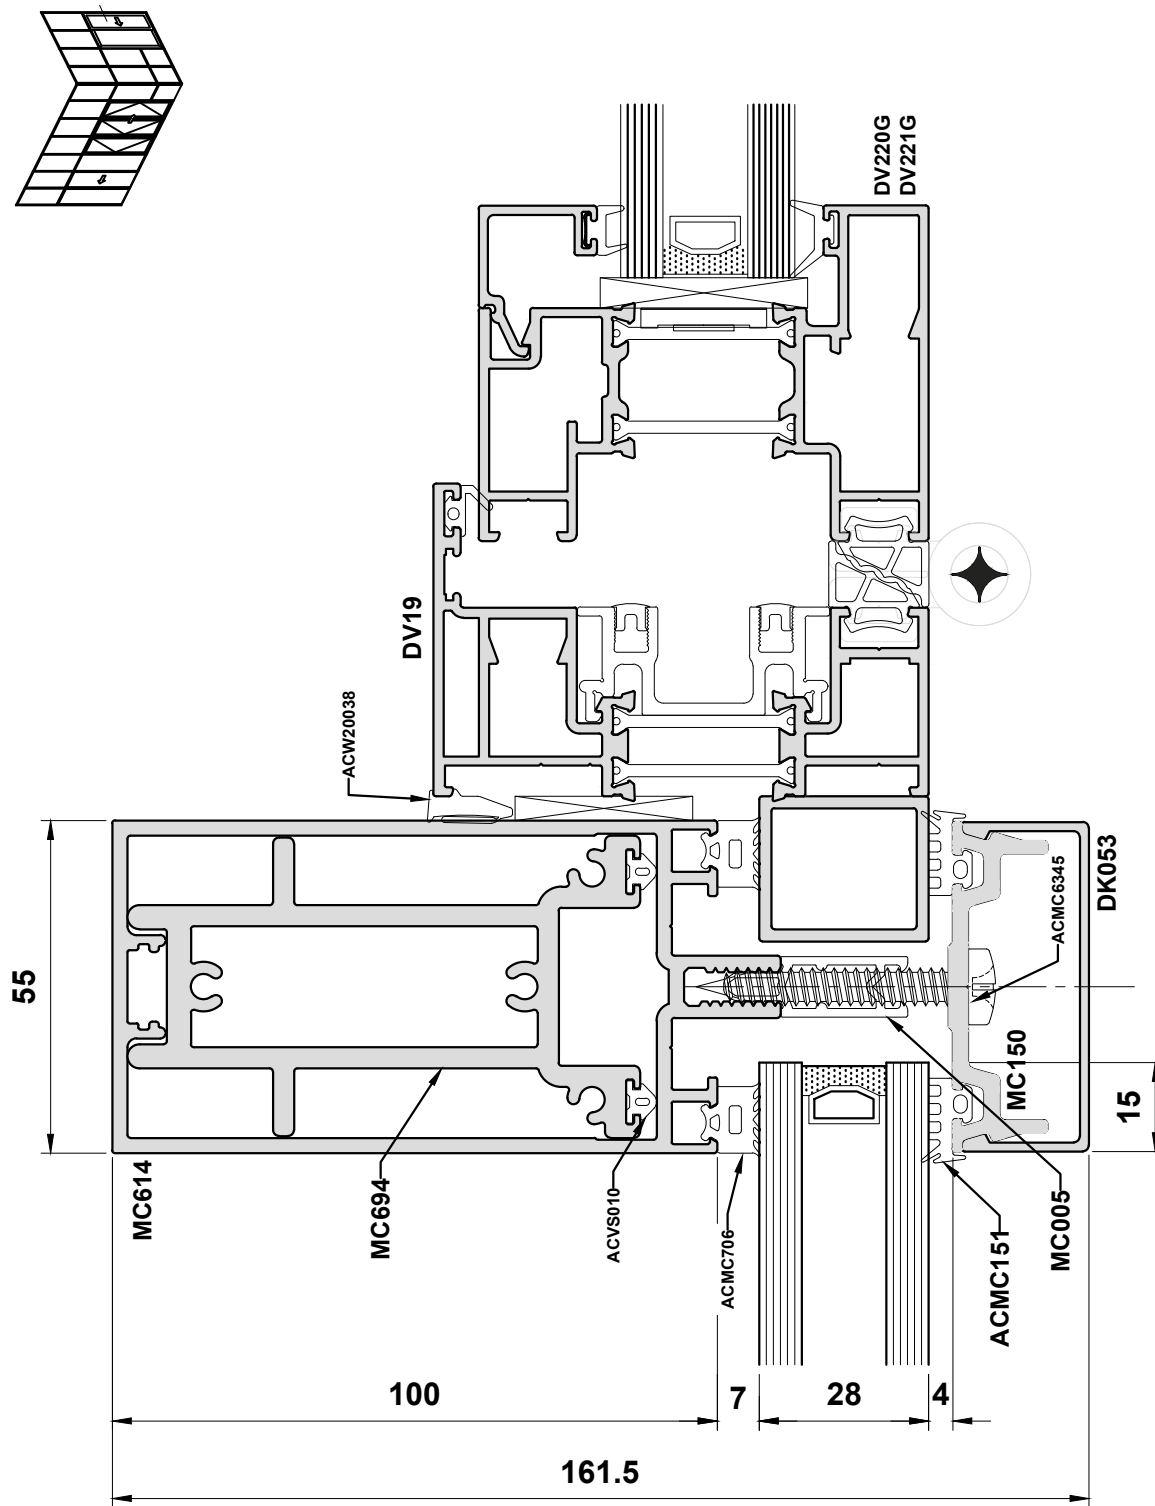 DV220G
DV221G
DV19
ACW20038
DK053
ACMC6345
55
MC150
15
MC614
MC694
ACVS010
ACMC706
ACMC151
MC005
100
7
28
4
161.5